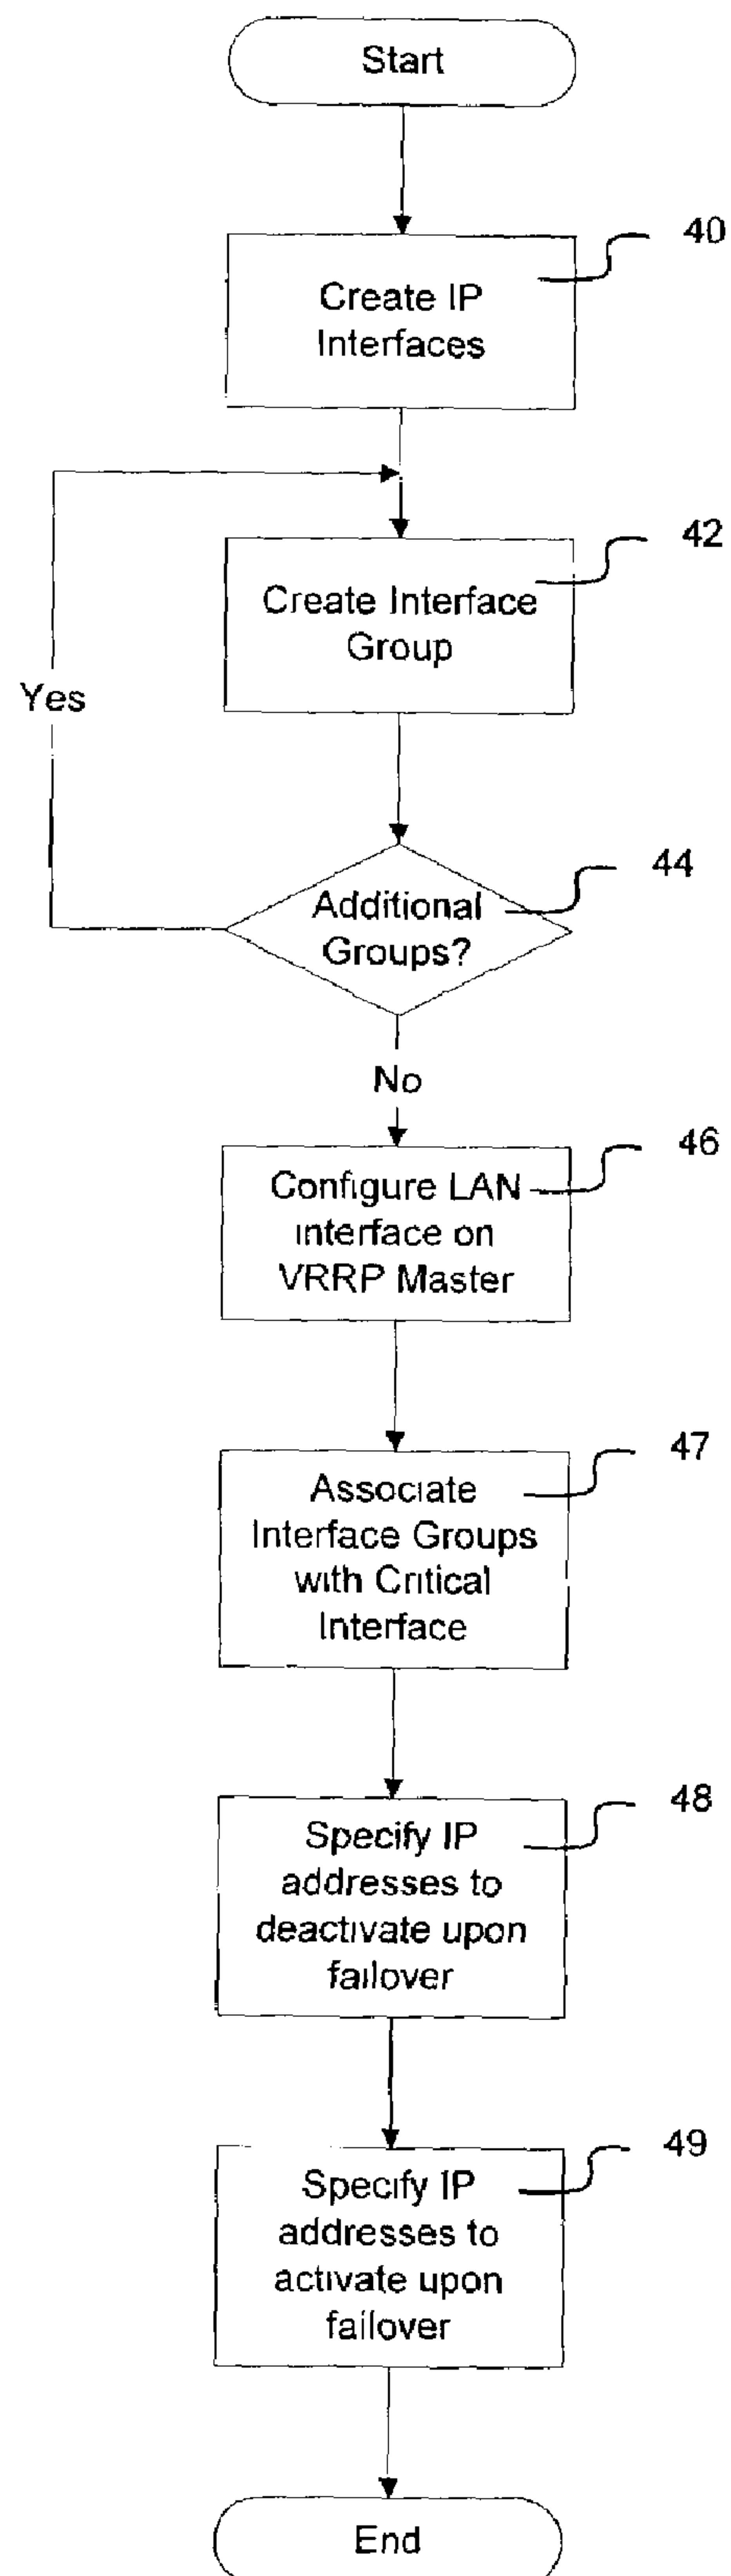 Start
40
Create IP
Interfaces
42
Create Interface
Group
Yes
44
Additional
Groups?
No
46
Configure LAN
interface on
VRRP Master
47
Associate
Interface Groups
with Critical
Interface
48
Specify IP
addresses to
deactivate upon
failover
49
Specify IP
addresses to
activate upon
failover
End